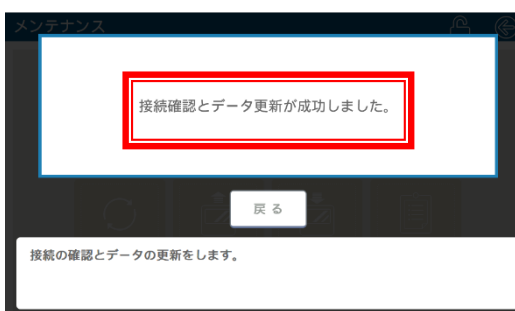 メンテナンス
接続確認とデータ更新が成功しました。
戻る
接続の確認とデータの更新をします。